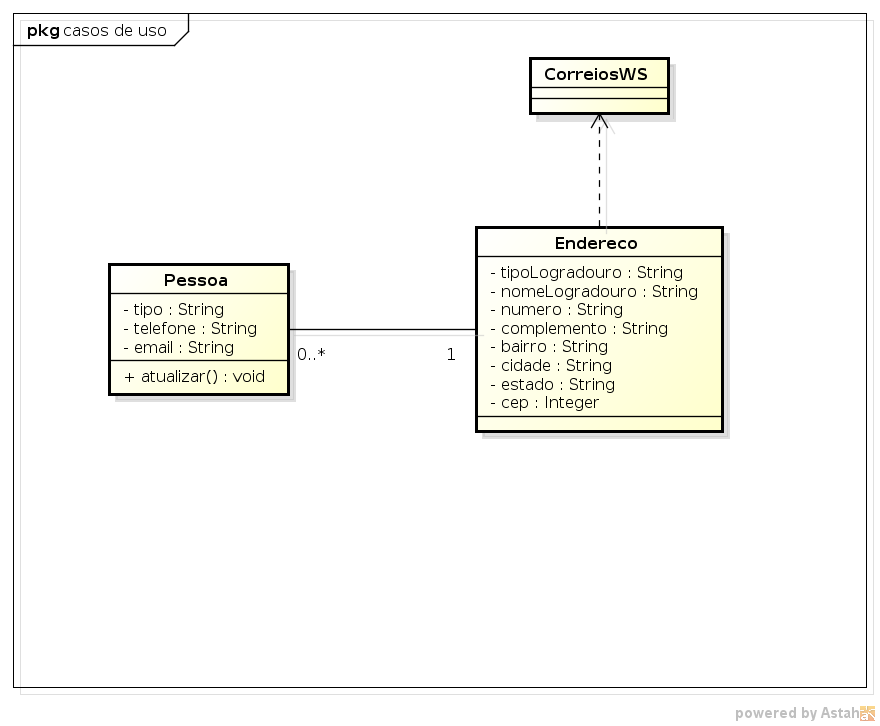 pkg casos de uso
CorreiosWS
Endereco
- tipoLogradouro : String
- nomeLogradouro : String
- numero : String
- complemento : String
- bairro : String
- cidade : String
- estado : String
- cep : Integer
Pessoa
- tipo : String
- telefone : String
- email : String
+ atualizar() : void
0..*
1
powered by Astah